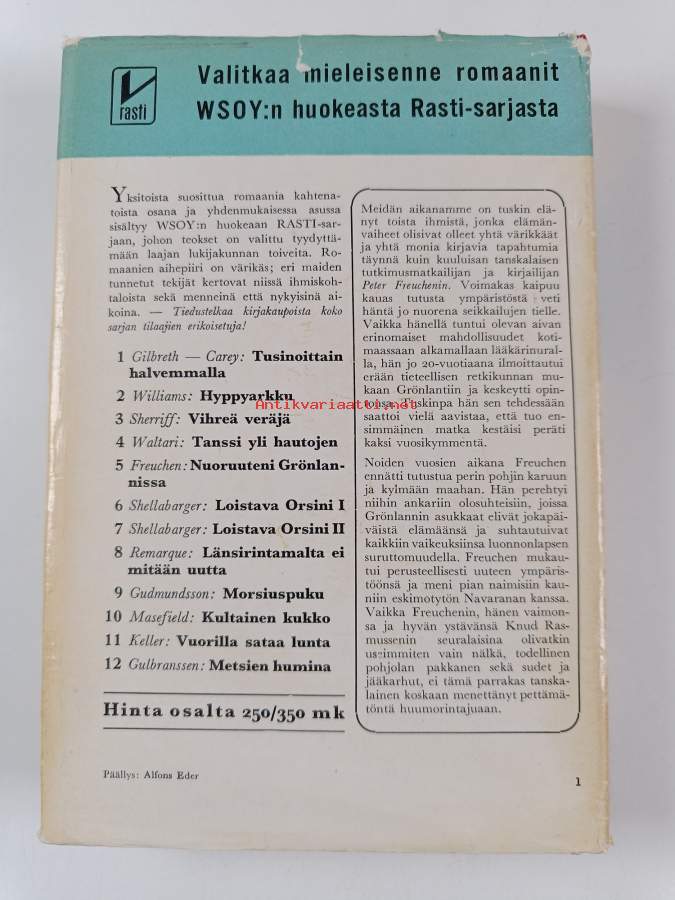 rasti
Valitkaa mieleisenne romaanit
WSOY:n huokeasta Rasti-sarjasta
Yksitoista suosittua romaania kahtena-
toista osana ja yhdenmukaisessa asussa
sisältyy WSOY:n huokeaan RASTI-sar-
jaan, johon teokset on valittu tyydyttä-
mään laajan lukijakunnan toiveita. Ro-
maanien aihepiiri on värikäs; eri maiden
tunnetut tekijät kertovat niissä ihmiskoh-
taloista sekä menneinä että nykyisinä ai-
koina. — Tiedustelkaa kirjakaupoista koko
sarjan tilaajien erikoisetuja!
1 Gilbreth — Carey: Tusinoittain
halvemmalla
2 Williams: Hyppyarkku
3 Sherriff: Vihreä veräjä
4 Waltari: Tanssi yli hautojen
5 Freuchen: Nuoruuteni Grönlan-
nissa
6 Shellabarger: Loistava Orsini I
7 Shellabarger: Loistava Orsini II
8 Remarque: Länsirintamalta ei
mitään uutta
9 Gudmundsson: Morsiuspuku
10 Masefield: Kultainen kukko
11 Keller: Vuorilla sataa lunta
12 Gulbranssen: Metsien humina
Hinta osalta 250/350 mk
Päällys: Alfons Eder
Meidän aikanamme on tuskin elä-
nyt toista ihmistä, jonka elämän-
vaiheet olisivat olleet yhtä värikkäät
ja yhtä monia kirjavia tapahtumia
täynnä kuin kuuluisan tanskalaisen
tutkimusmatkailijan ja kirjailijan
Peter Freuchenin. Voimakas kaipuu
kauas tutusta ympäristöstä veti
häntä jo nuorena seikkailujen tielle.
Vaikka hänellä tuntui olevan aivan
erinomaiset mahdollisuudet koti-
maassaan alkamallaan lääkärinural-
la, hän jo 20-vuotiaana ilmoittautui
erään tieteellisen retkikunnan mu-
kaan Grönlantiin ja keskeytti opin-
tonsa. Tuskinpa hän sen tehdessään
saattoi vielä aavistaa, että tuo en-
simmäinen matka kestäisi peräti
kaksi vuosikymmentä.
Noiden vuosien aikana Freuchen
ennätti tutustua perin pohjin karuun
ja kylmään maahan. Hän perehtyi
niihin ankariin olosuhteisiin, joissa
Grönlannin asukkaat elivät jokapäi-
väistä elämäänsä ja suhtautuivat
kaikkiin vaikeuksiinsa luonnonlapsen
suruttomuudella. Freuchen mukau-
tui perusteellisesti uuteen ympäris-
töönsä ja meni pian naimisiin kau-
niin eskimotytön Navaranan kanssa.
Vaikka Freuchenin, hänen vaimon-
sa ja hyvän ystävänsä Knud Ras-
mussenin seuralaisina olivatkin
useimmiten vain nälkä, todellinen
pohjolan pakkanen sekä sudet ja
jääkarhut, ei tämä parrakas tanska-
lainen koskaan menettänyt pettämä-
töntä huumorintajuaan.
1
Antikvariaatti.net